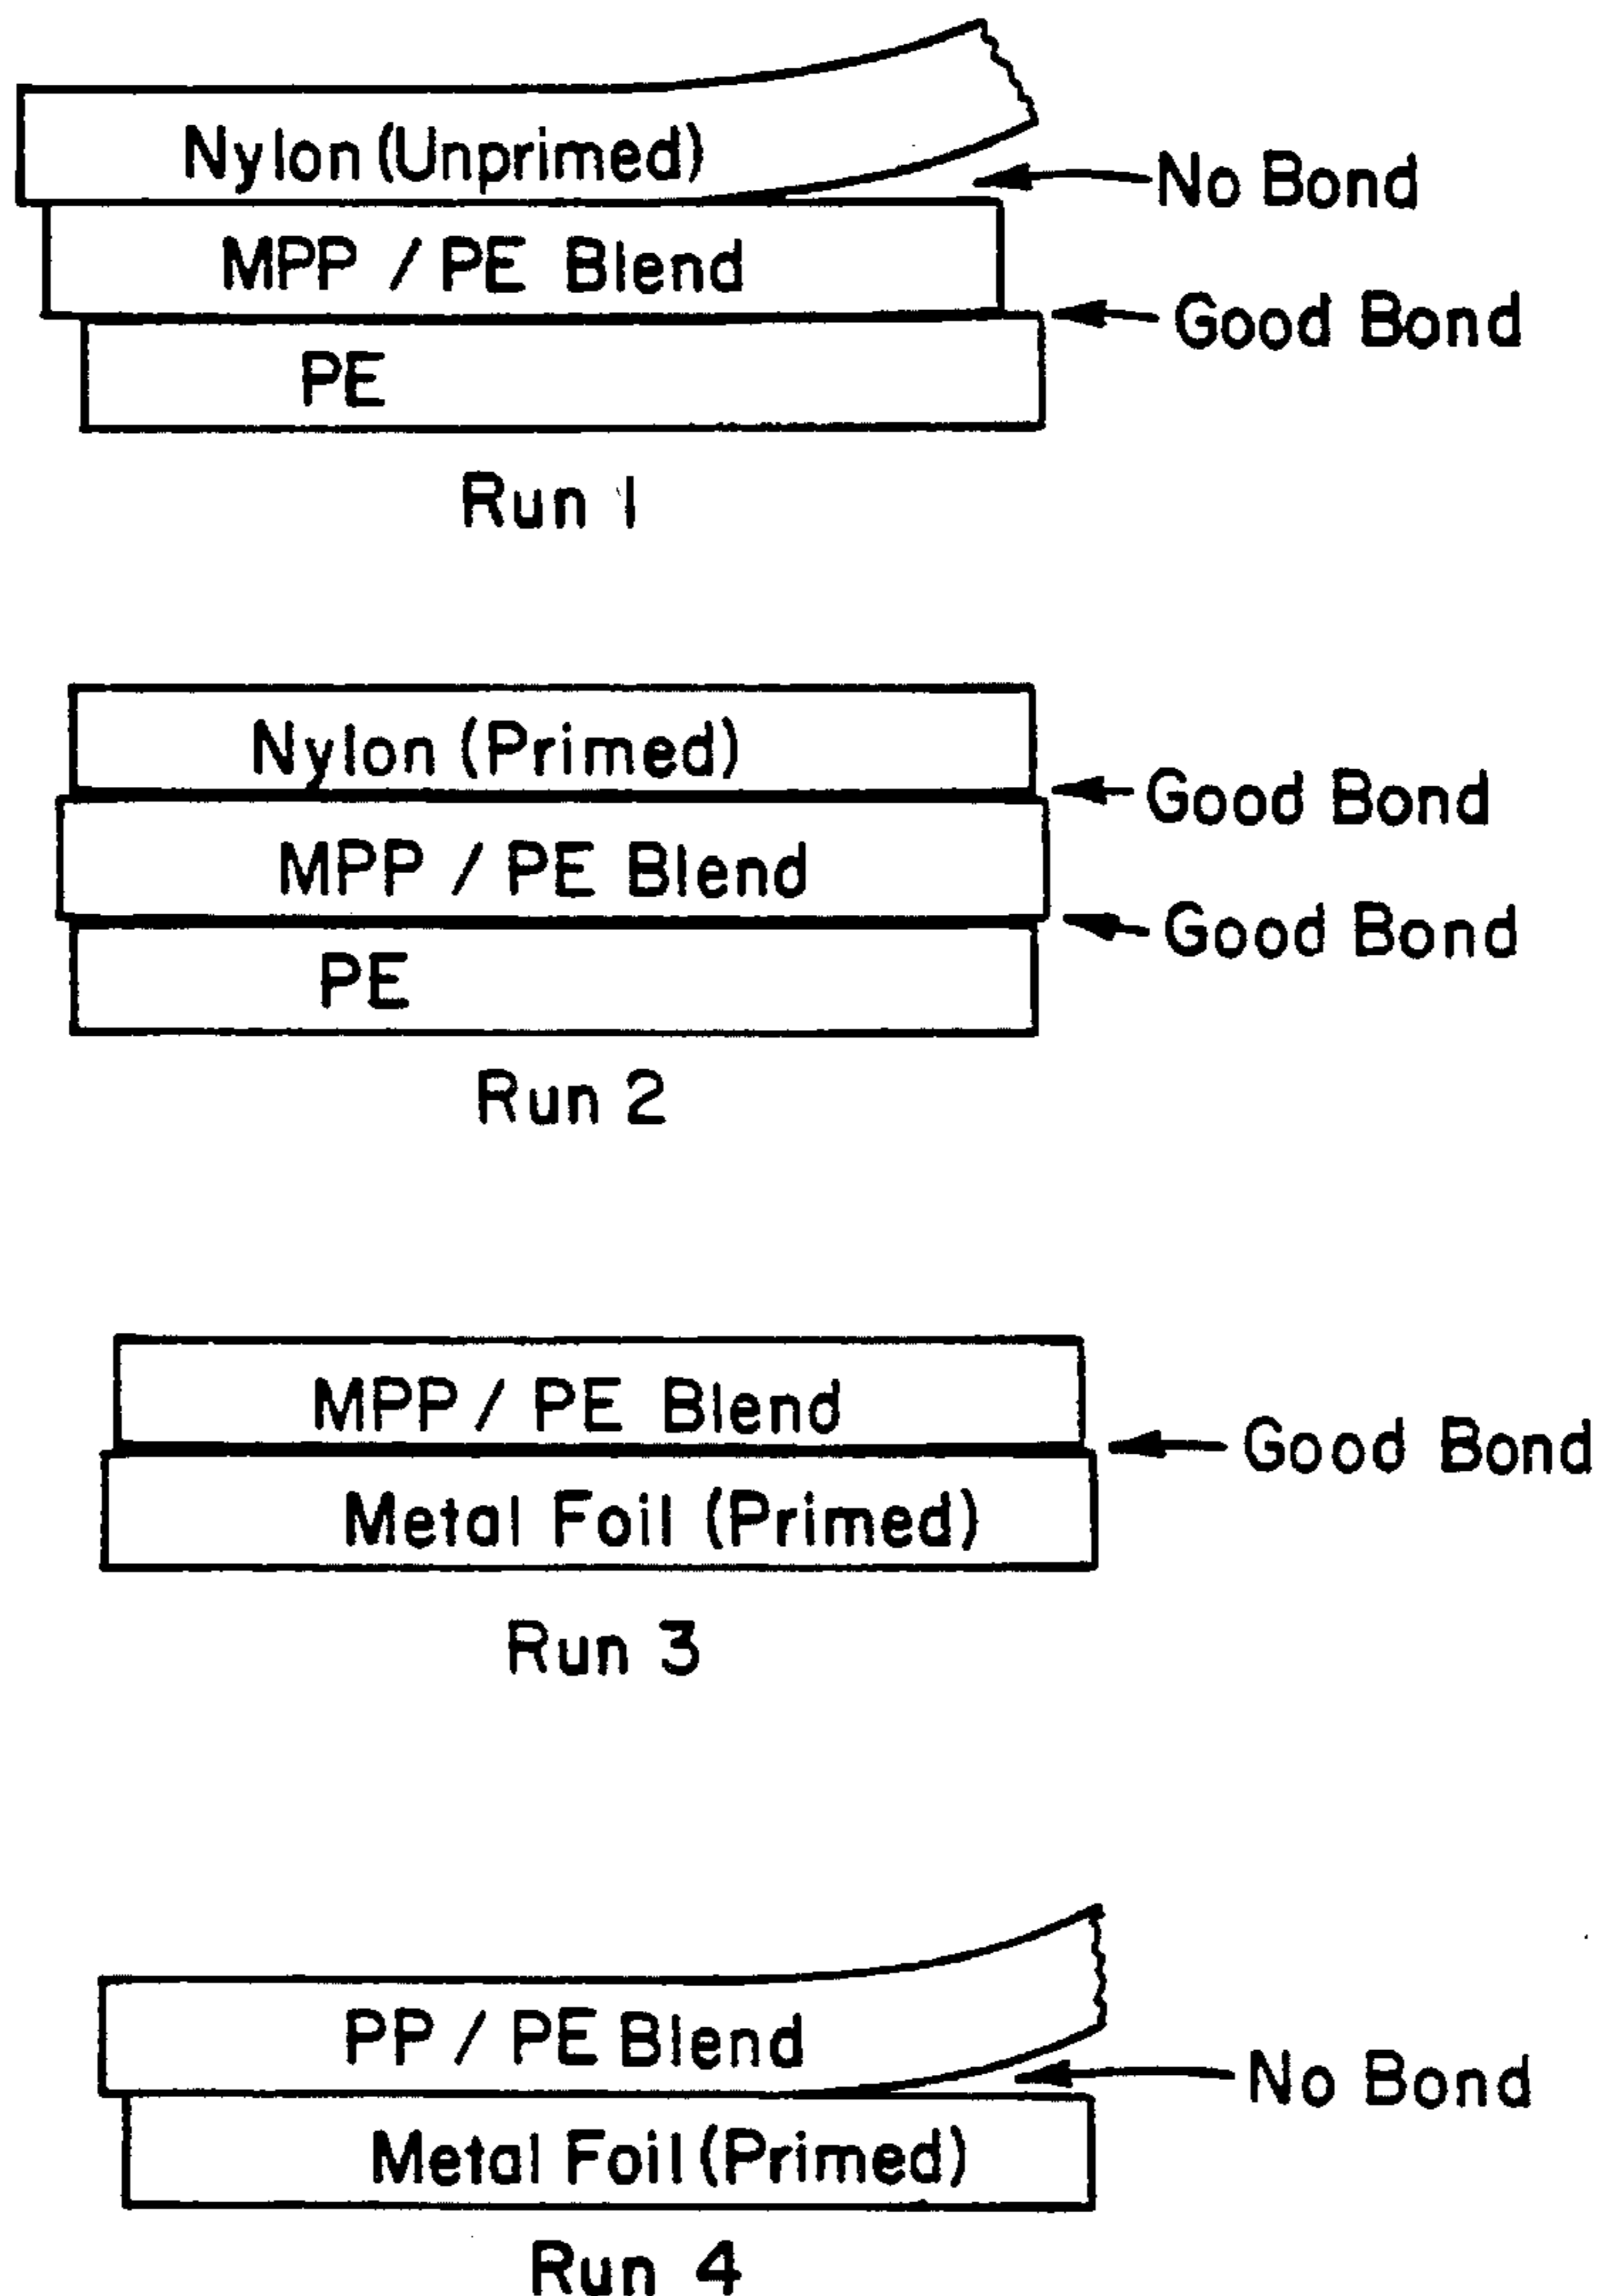 Nylon (Unprimed)
No Bond
MPP / PE Blend
Good Bond
PE
Run 1
Nylon (Primed)
Good Bond
MPP / PE Blend
Good Bond
PE
Run 2
MPP / PE Blend
Good Bond
Metal Foil (Primed)
Run 3
PP / PE Blend
No Bond
Metal Foil (Primed)
Run 4